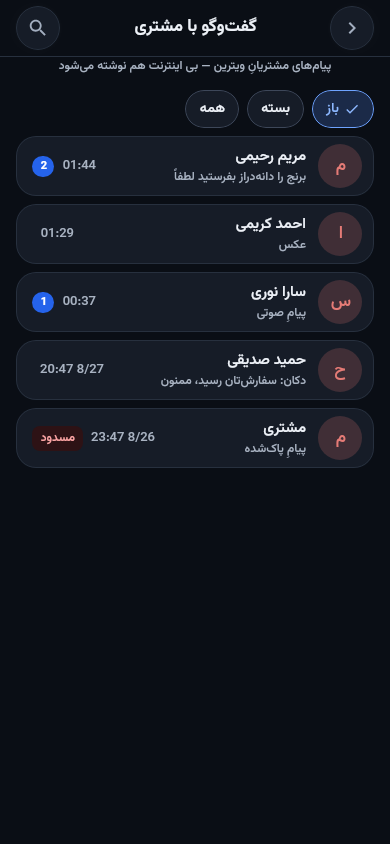 گفت‌وگو با مشتری
پیام‌های مشتریانِ ویترین — بی اینترنت هم نوشته می‌شود
باز
بسته
همه
م
مریم رحیمی
برنج را دانه‌دراز بفرستید لطفاً
01:44
2
ا
احمد کریمی
عکس
01:29
س
سارا نوری
پیامِ صوتی
00:37
1
ح
حمید صدیقی
دکان: سفارش‌تان رسید، ممنون
8/27 20:47
م
مشتری
پیامِ پاک‌شده
8/26 23:47
مسدود